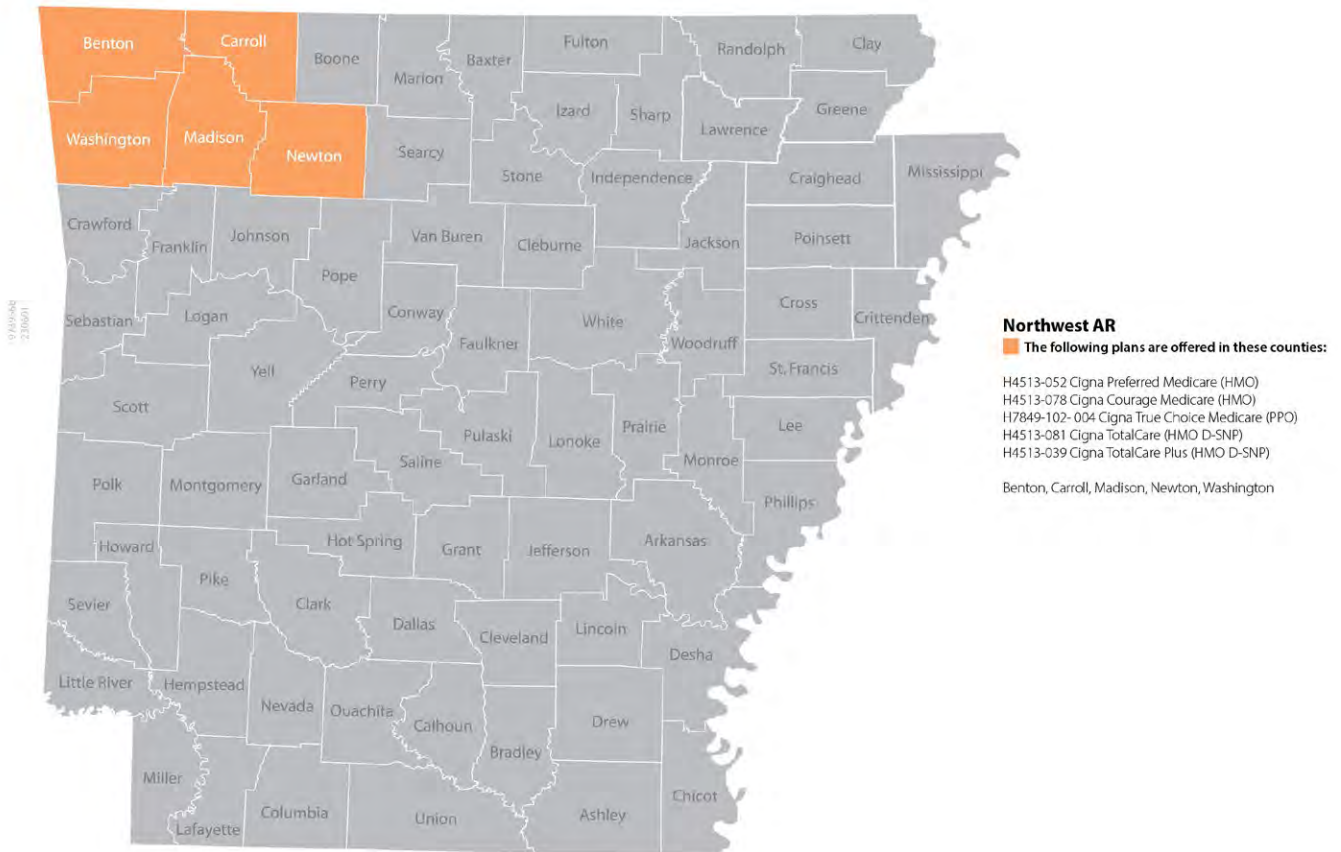 Benton
Carroll
Boone
Marion
Baxter
Fulton
Randolph
Clay
Izard
Sharp
Lawrence
Greene
Washington
Madison
Newton
Searcy
Stone
Independence
Craighead
Mississippi
Crawford
Franklin
Johnson
Pope
Van Buren
Cleburne
Jackson
Poinsett
Sebastian
Logan
Conway
Faulkner
White
Woodruff
Cross
Crittenden
Yell
Perry
St. Francis
Scott
Pulaski
Lonoke
Prairie
Monroe
Lee
Saline
Polk
Montgomery
Garland
Phillips
Howard
Hot Spring
Grant
Jefferson
Arkansas
Pike
Sevier
Clark
Dallas
Cleveland
Lincoln
Desha
Little River
Hempstead
Nevada
Ouachita
Calhoun
Bradley
Drew
Miller
Lafayette
Columbia
Union
Ashley
Chicot
Northwest AR
The following plans are offered in these counties:
H4513-052 Cigna Preferred Medicare (HMO)
H4513-078 Cigna Courage Medicare (HMO)
H7849-102- 004 Cigna True Choice Medicare (PPO)
H4513-081 Cigna TotalCare (HMO D-SNP)
H4513-039 Cigna TotalCare Plus (HMO D-SNP)
Benton, Carroll, Madison, Newton, Washington